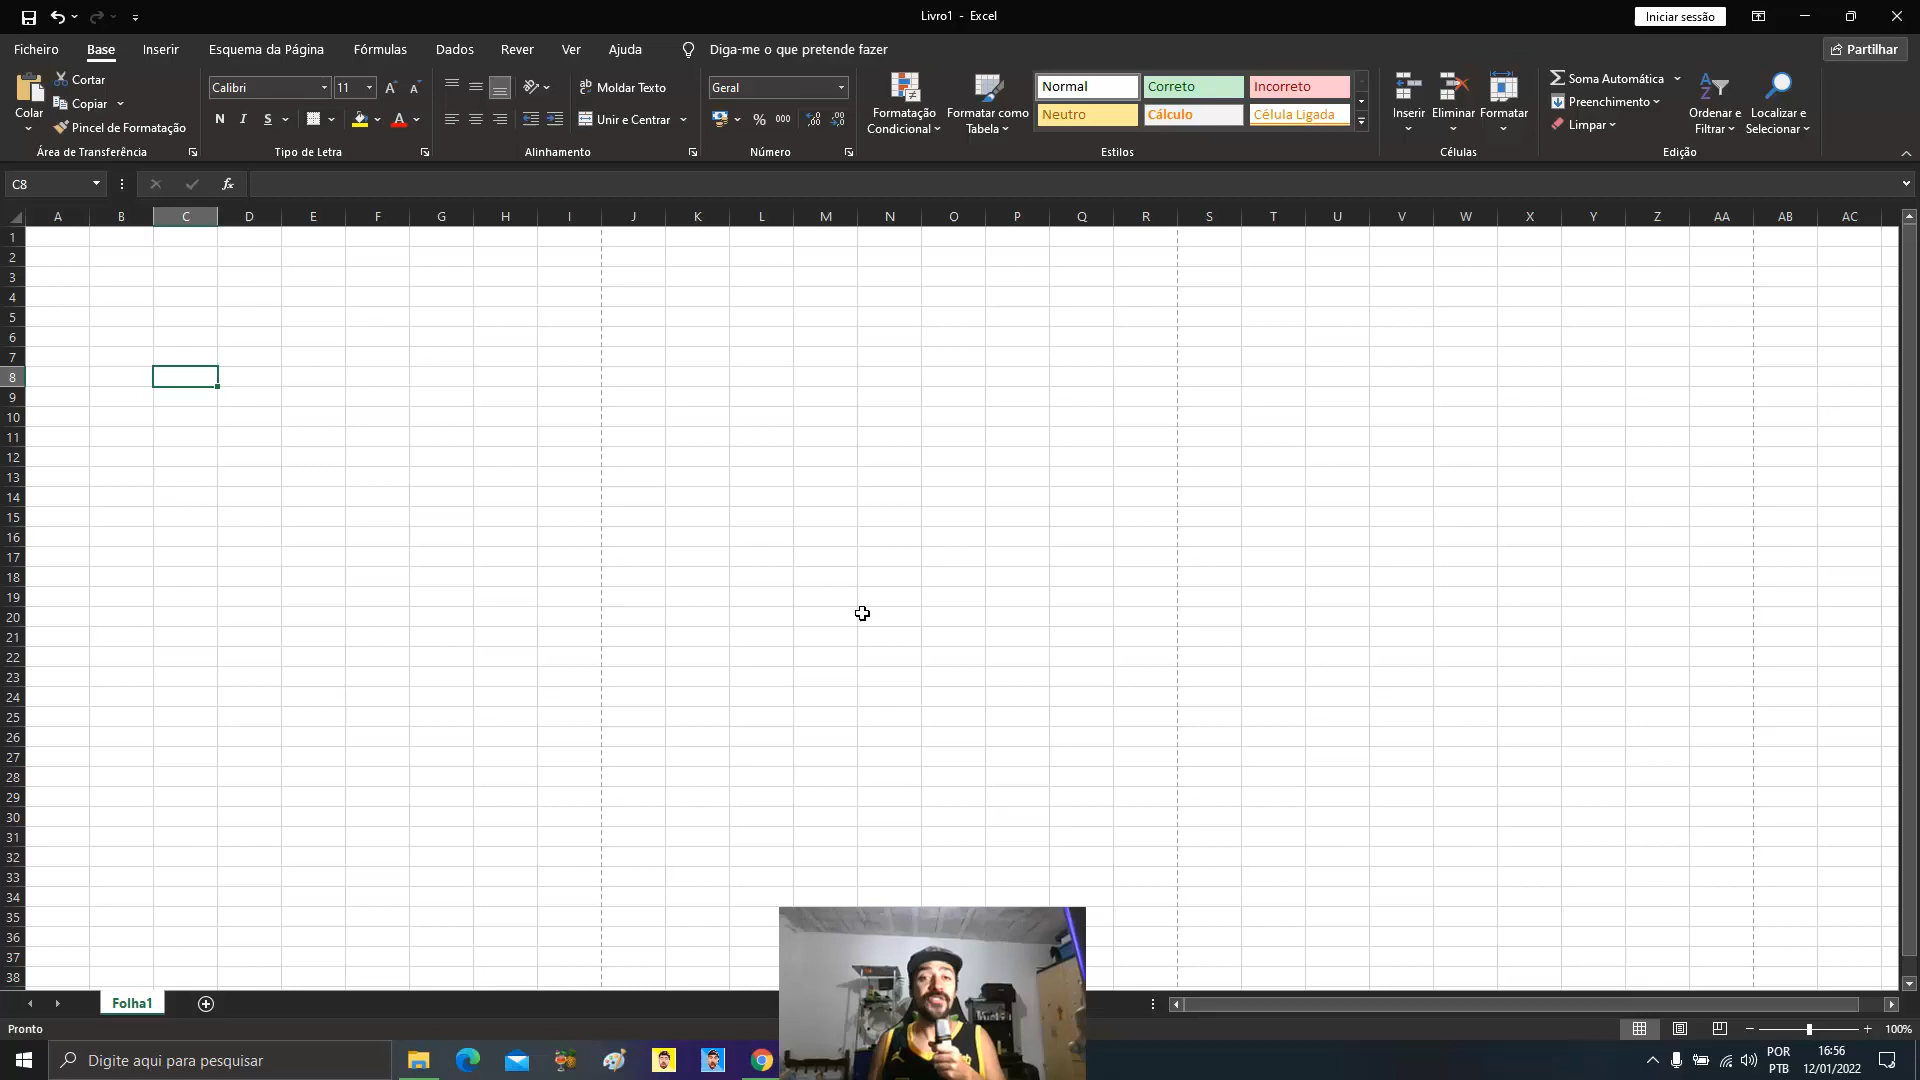 Livro1 - Excel
Iniciar sessão
Ficheiro Base Inserir Esquema da Página Fórmulas Dados Rever Ver Ajuda Diga-me o que pretende fazer Partilhar
Colar
Cortar
Copiar
Pincel de Formatação
Área de Transferência
Calibri 11
N I S
Tipo de Letra
Moldar Texto
Unir e Centrar
Alinhamento
Geral
% 000
Número
Formatação Condicional
Formatar como Tabela
Normal Correto Incorreto
Neutro Cálculo Célula Ligada
Estilos
Inserir Eliminar Formatar
Células
Soma Automática
Preenchimento
Limpar
Ordenar e Filtrar
Localizar e Selecionar
Edição
C8 fx
A B C D E F G H I J K L M N O P Q R S T U V W X Y Z AA AB AC
1
2
3
4
5
6
7
8
9
10
11
12
13
14
15
16
17
18
19
20
21
22
23
24
25
26
27
28
29
30
31
32
33
34
35
36
37
38
Folha1
Pronto
100%
Digite aqui para pesquisar
POR
PTB
16:56
12/01/2022